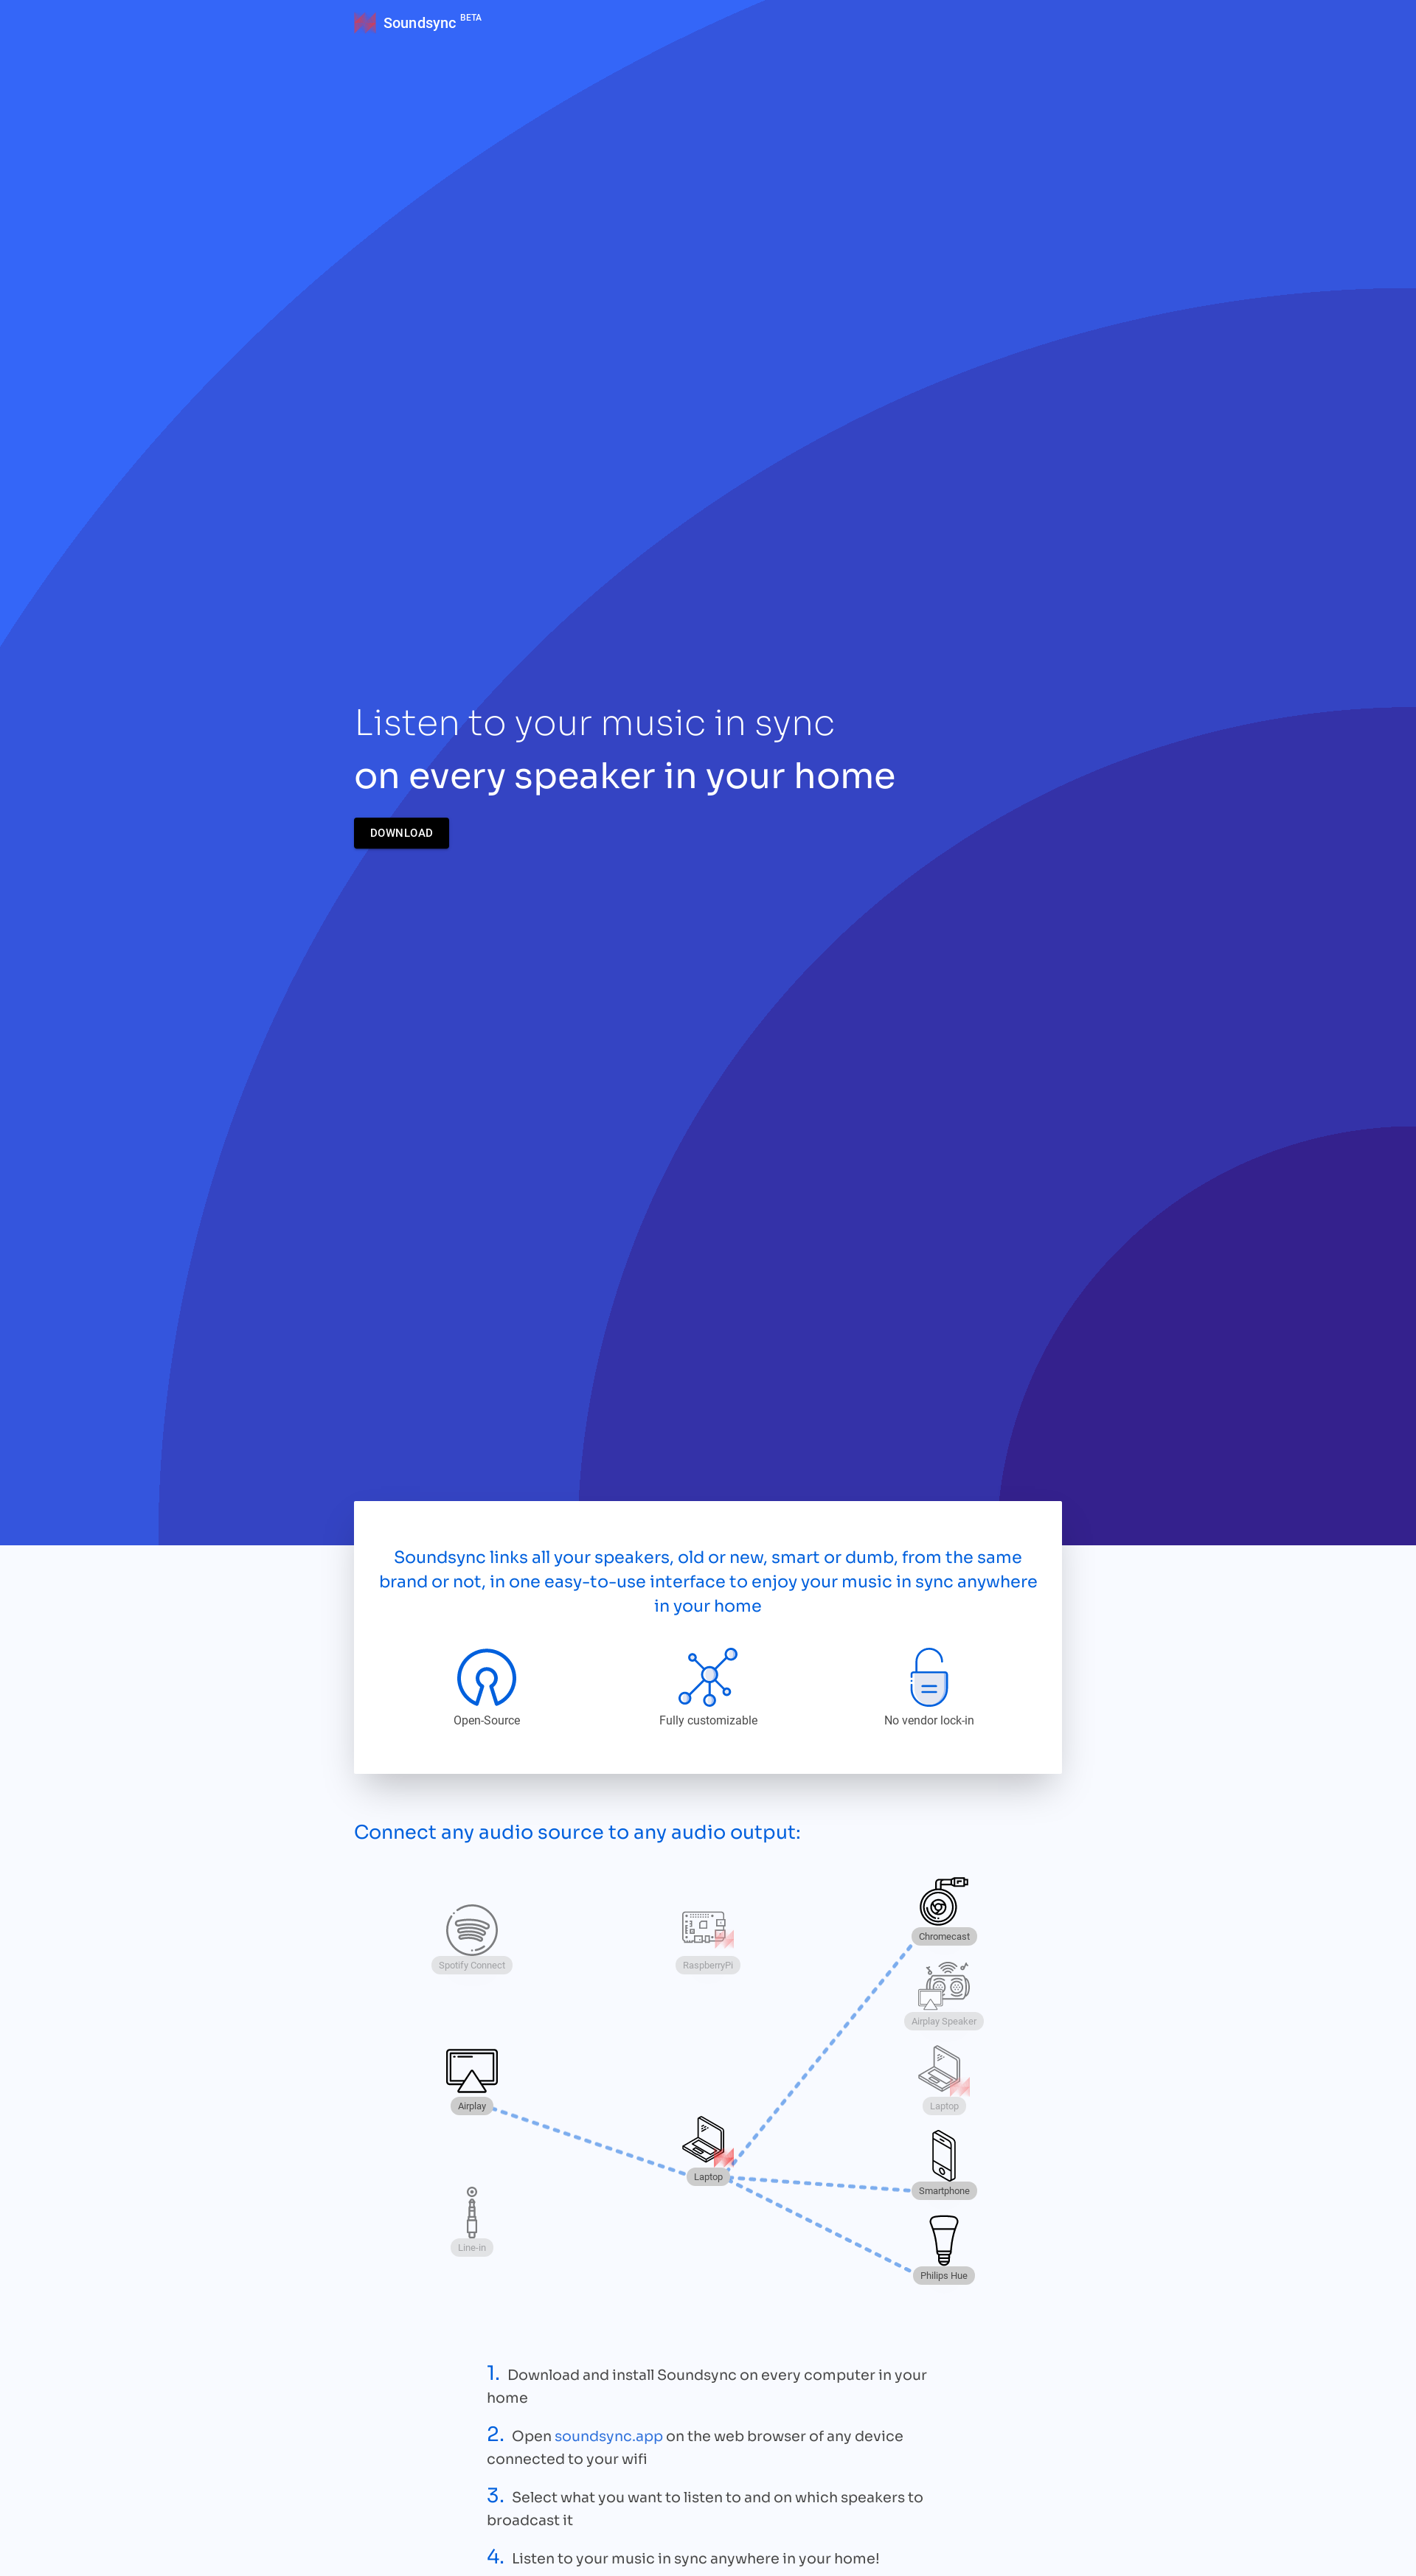 Soundsync BETA
Listen to your music in sync
on every speaker in your home
DOWNLOAD
Soundsync links all your speakers, old or new, smart or dumb, from the same
brand or not, in one easy-to-use interface to enjoy your music in sync anywhere
in your home
Open-Source
Fully customizable
No vendor lock-in
Connect any audio source to any audio output:
Spotify Connect
Airplay
Line-in
RaspberryPi
Laptop
Chromecast
Airplay Speaker
Laptop
Smartphone
Philips Hue
1. Download and install Soundsync on every computer in your
home
2. Open soundsync.app on the web browser of any device
connected to your wifi
3. Select what you want to listen to and on which speakers to
broadcast it
4. Listen to your music in sync anywhere in your home!